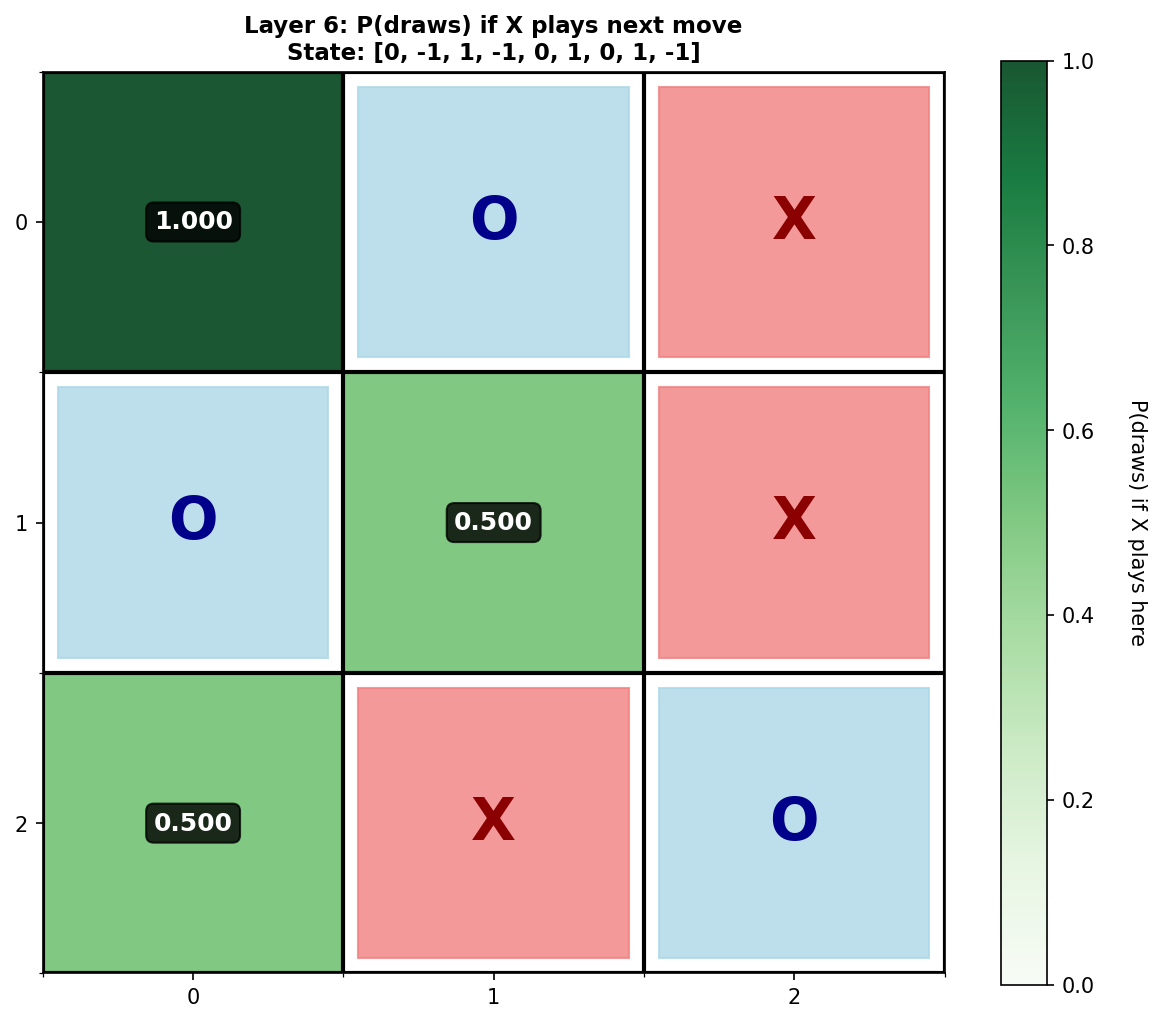 Layer 6: P(draws) if X plays next move
State: [0, -1, 1, -1, 0, 1, 0, 1, -1]
0
1.000
O
X
1
O
0.500
X
2
0.500
X
O
0
1
2
1.0
0.8
0.6
0.4
0.2
0.0
P(draws) if X plays here